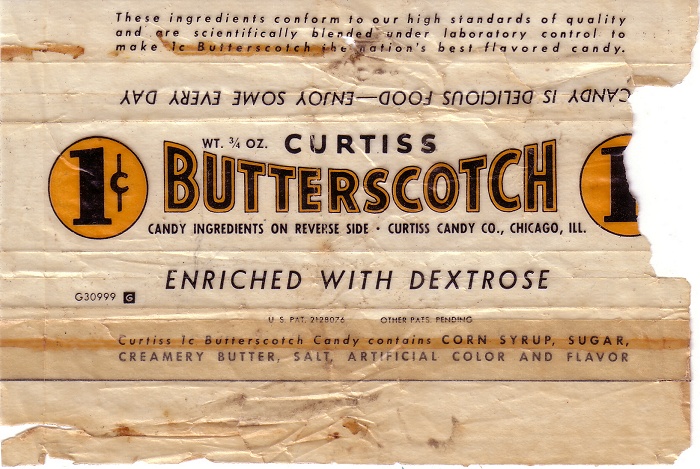 These ingredients conform to our high standards of quality
and are scientifically blended under laboratory control to
make 1c Butterscotch the nation's best flavored candy.
CANDY IS DELICIOUS FOOD—ENJOY SOME EVERY DAY
WT. ¾ OZ. CURTISS
1¢ BUTTERSCOTCH 1
CANDY INGREDIENTS ON REVERSE SIDE · CURTISS CANDY CO., CHICAGO, ILL.
ENRICHED WITH DEXTROSE
G30999 G
U S PAT. 2128076 OTHER PATS. PENDING
Curtiss 1c Butterscotch Candy contains CORN SYRUP, SUGAR,
CREAMERY BUTTER, SALT, ARTIFICIAL COLOR AND FLAVOR